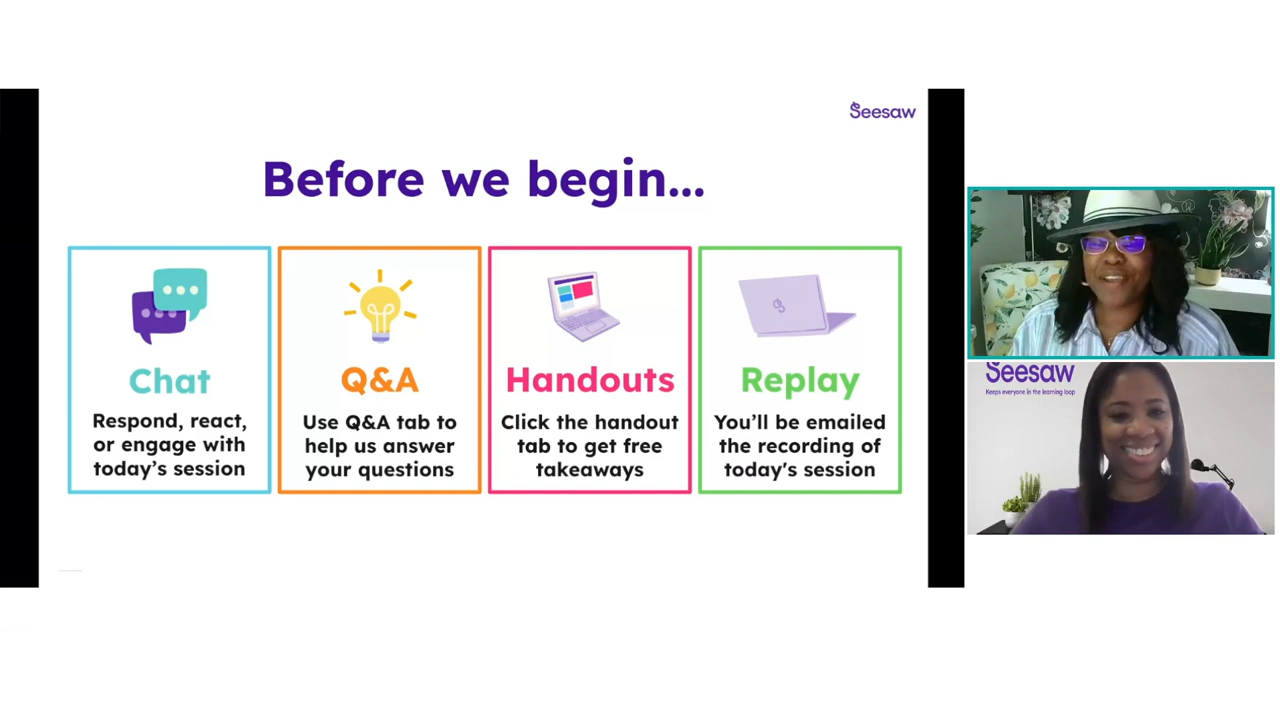 Seesaw
Before we begin...
Chat
Respond, react,
or engage with
today's session
Q&A
Use Q&A tab to
help us answer
your questions
Handouts
Click the handout
tab to get free
takeaways
Replay
You'll be emailed
the recording of
today's session
Seesaw
Keeps everyone in the learning loop